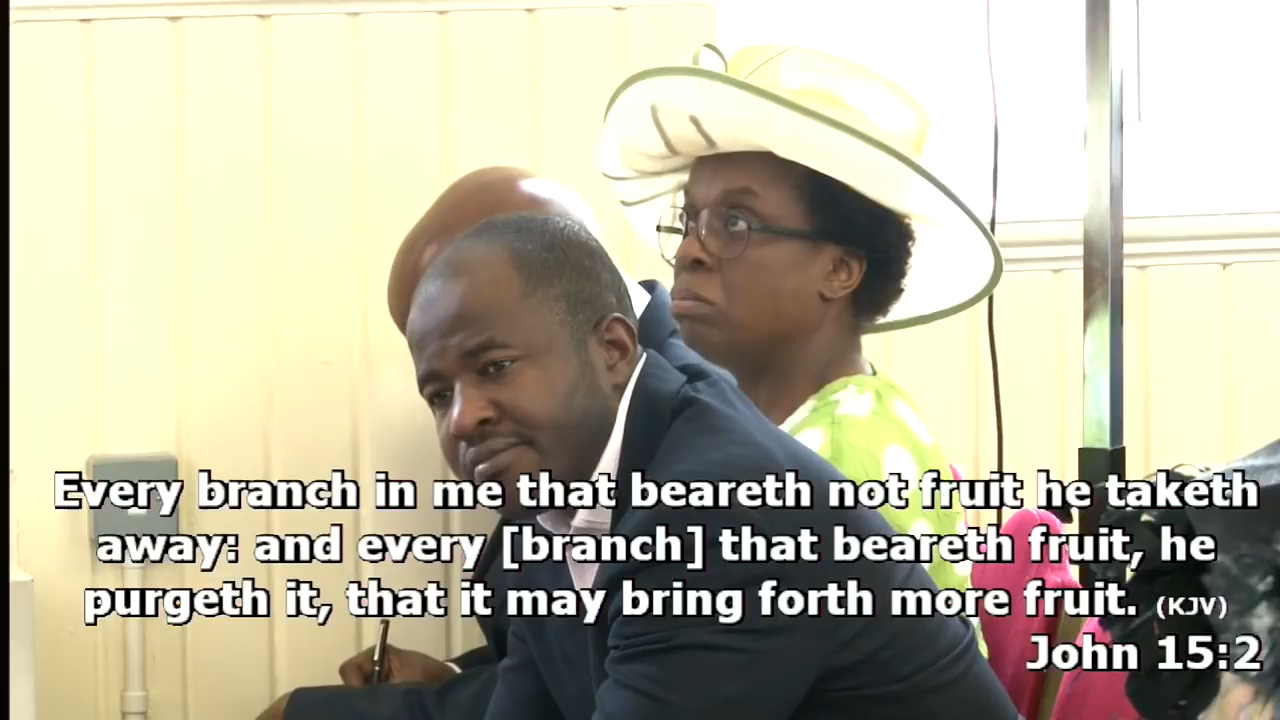 Every branch in me that beareth not fruit he taketh
away: and every [branch] that beareth fruit, he
purgeth it, that it may bring forth more fruit. (KJV)
John 15:2